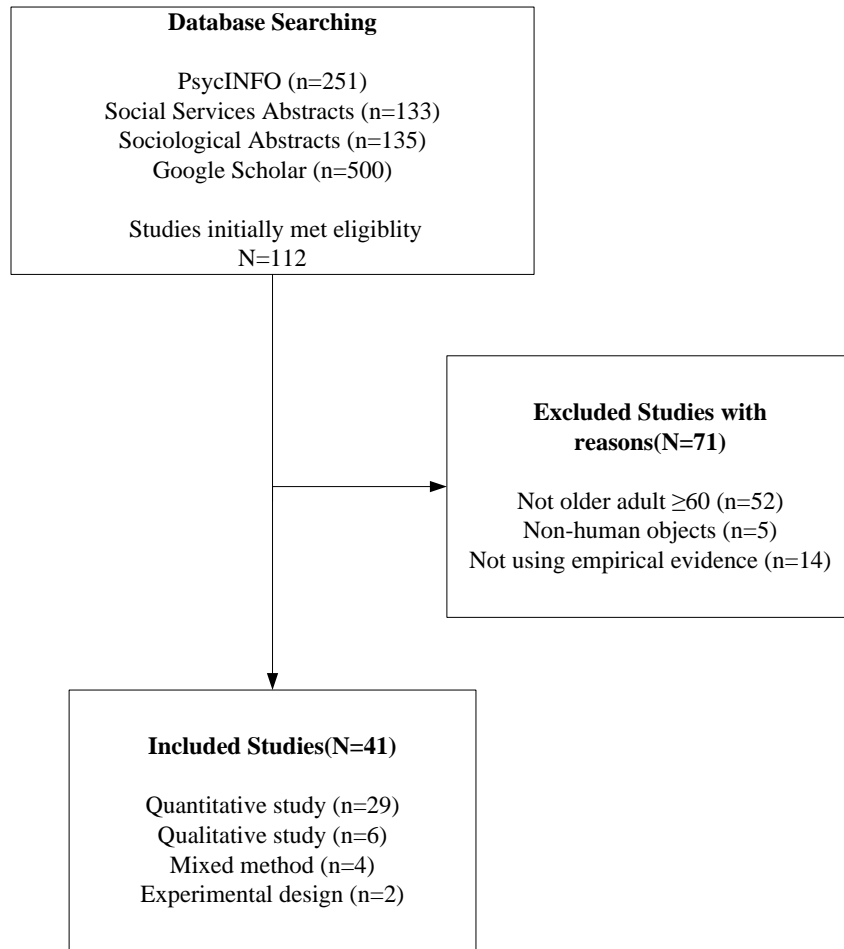 Database Searching
PsycINFO (n=251)
Social Services Abstracts (n=133)
Sociological Abstracts (n=135)
Google Scholar (n=500)
Studies initially met eligiblity
N=112
Excluded Studies with
reasons(N=71)
Not older adult ≥60 (n=52)
Non-human objects (n=5)
Not using empirical evidence (n=14)
Included Studies(N=41)
Quantitative study (n=29)
Qualitative study (n=6)
Mixed method (n=4)
Experimental design (n=2)